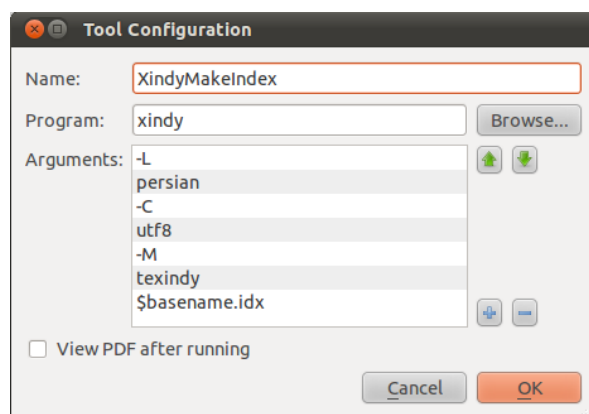 Tool Configuration
Name: XindyMakeIndex
Program: xindy Browse...
Arguments: -L
persian
-C
utf8
-M
texindy
$basename.idx
View PDF after running
Cancel OK